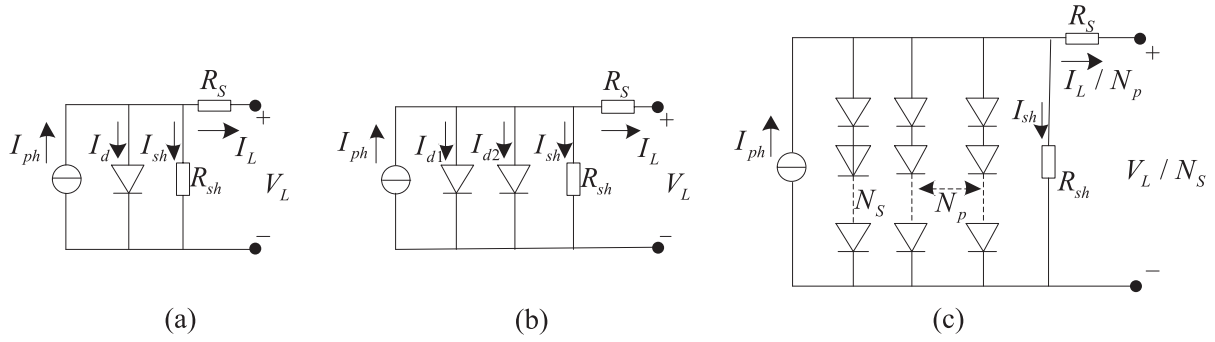 R_S
+
I_ph
I_d
I_sh
I_L
R_sh
V_L
−
(a)
R_S
+
I_ph
I_d1
I_d2
I_sh
I_L
R_sh
V_L
−
(b)
R_S
+
I_L / N_p
I_ph
I_sh
N_S
N_p
R_sh
V_L / N_S
−
(c)